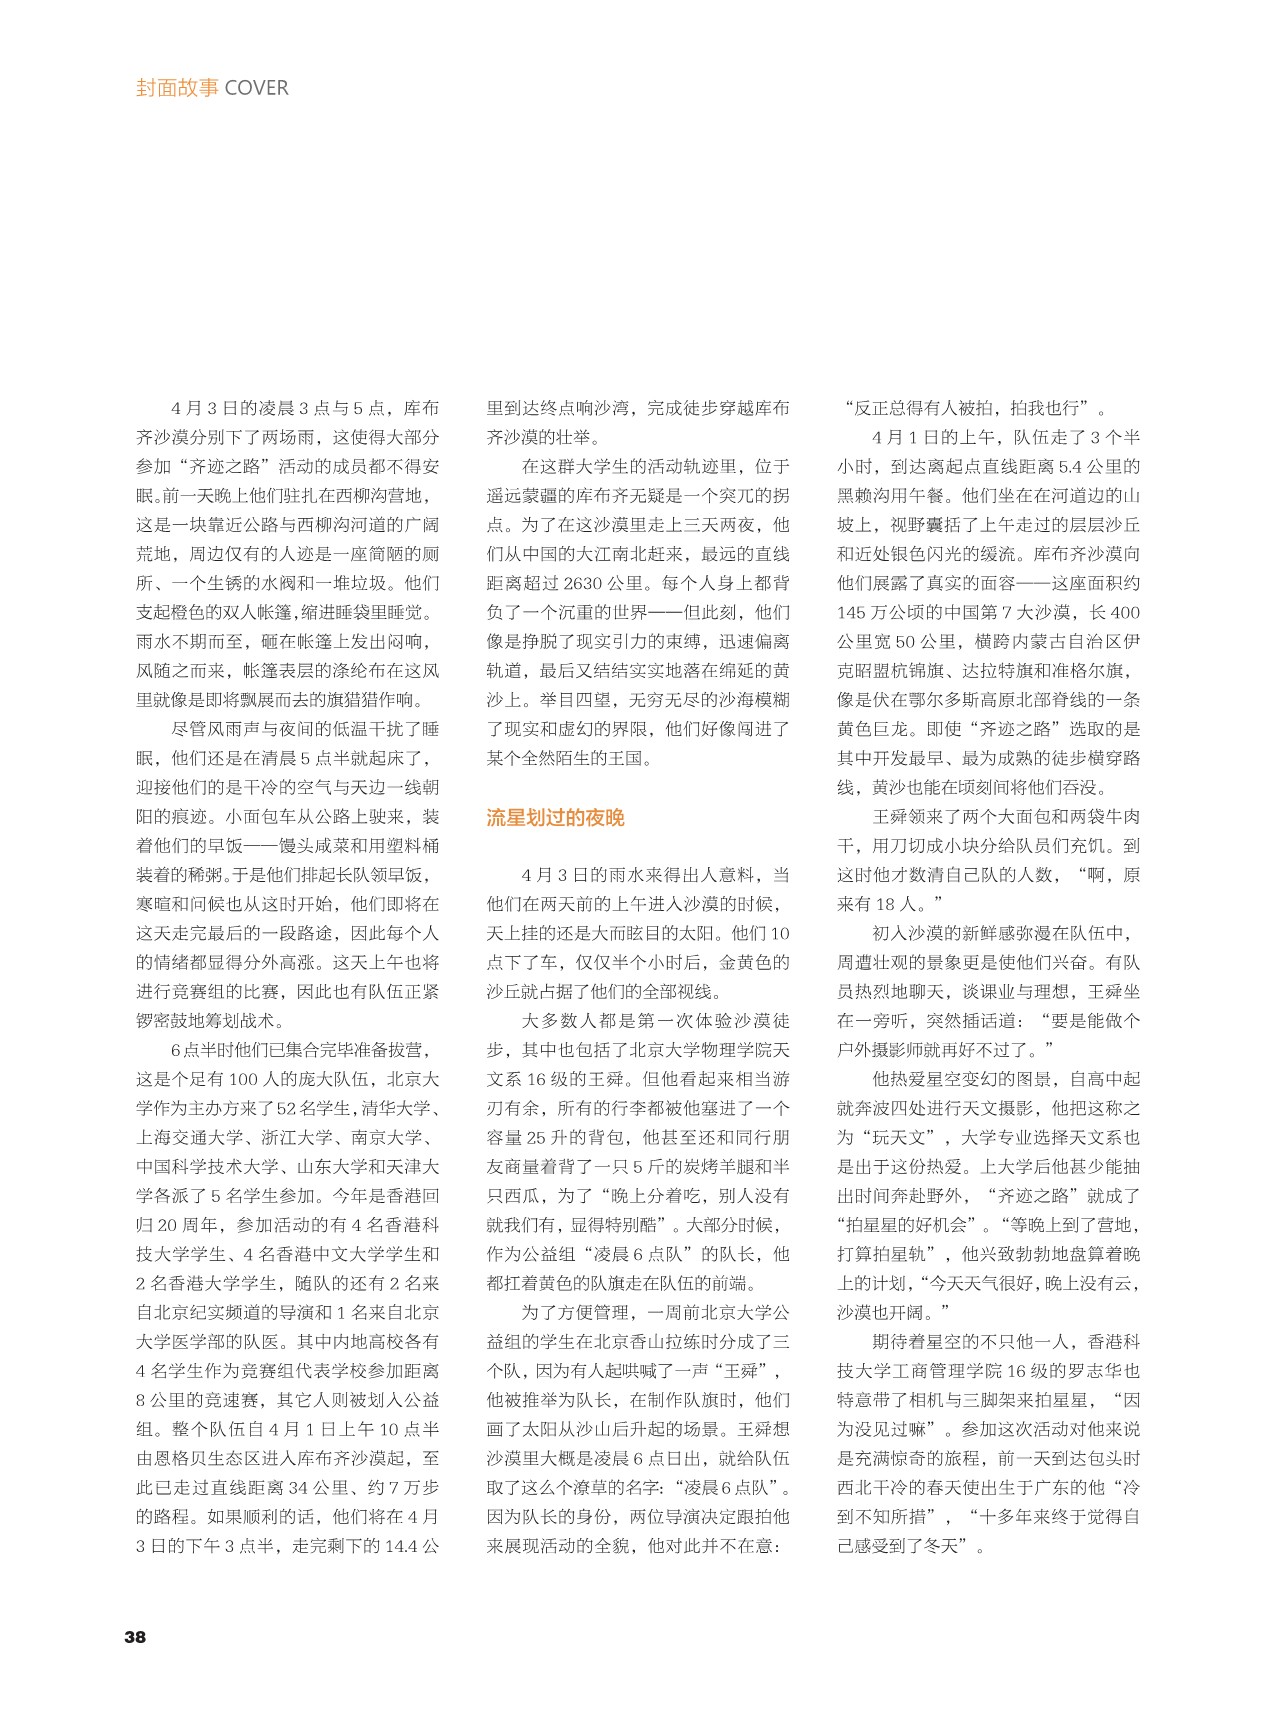 封面故事 COVER
4 月 3 日的凌晨 3 点与 5 点，库布
齐沙漠分别下了两场雨，这使得大部分
参加“齐迹之路”活动的成员都不得安
眠。前一天晚上他们驻扎在西柳沟营地，
这是一块靠近公路与西柳沟河道的广阔
荒地，周边仅有的人迹是一座简陋的厕
所、一个生锈的水阀和一堆垃圾。他们
支起橙色的双人帐篷，缩进睡袋里睡觉。
雨水不期而至，砸在帐篷上发出闷响，
风随之而来，帐篷表层的涤纶布在这风
里就像是即将飘展而去的旗猎猎作响。
尽管风雨声与夜间的低温干扰了睡
眠，他们还是在清晨 5 点半就起床了，
迎接他们的是干冷的空气与天边一线朝
阳的痕迹。小面包车从公路上驶来，装
着他们的早饭——馒头咸菜和用塑料桶
装着的稀粥。于是他们排起长队领早饭，
寒暄和问候也从这时开始，他们即将在
这天走完最后的一段路途，因此每个人
的情绪都显得分外高涨。这天上午也将
进行竞赛组的比赛，因此也有队伍正紧
锣密鼓地筹划战术。
6 点半时他们已集合完毕准备拔营，
这是个足有 100 人的庞大队伍，北京大
学作为主办方来了 52 名学生，清华大学、
上海交通大学、浙江大学、南京大学、
中国科学技术大学、山东大学和天津大
学各派了 5 名学生参加。今年是香港回
归 20 周年，参加活动的有 4 名香港科
技大学学生、4 名香港中文大学学生和
2 名香港大学学生，随队的还有 2 名来
自北京纪实频道的导演和 1 名来自北京
大学医学部的队医。其中内地高校各有
4 名学生作为竞赛组代表学校参加距离
8 公里的竞速赛，其它人则被划入公益
组。整个队伍自 4 月 1 日上午 10 点半
由恩格贝生态区进入库布齐沙漠起，至
此已走过直线距离 34 公里、约 7 万步
的路程。如果顺利的话，他们将在 4 月
3 日的下午 3 点半，走完剩下的 14.4 公
里到达终点响沙湾，完成徒步穿越库布
齐沙漠的壮举。
在这群大学生的活动轨迹里，位于
遥远蒙疆的库布齐无疑是一个突兀的拐
点。为了在这沙漠里走上三天两夜，他
们从中国的大江南北赶来，最远的直线
距离超过 2630 公里。每个人身上都背
负了一个沉重的世界——但此刻，他们
像是挣脱了现实引力的束缚，迅速偏离
轨道，最后又结结实实地落在绵延的黄
沙上。举目四望，无穷无尽的沙海模糊
了现实和虚幻的界限，他们好像闯进了
某个全然陌生的王国。
流星划过的夜晚
4 月 3 日的雨水来得出人意料，当
他们在两天前的上午进入沙漠的时候，
天上挂的还是大而眩目的太阳。他们 10
点下了车，仅仅半个小时后，金黄色的
沙丘就占据了他们的全部视线。
大多数人都是第一次体验沙漠徒
步，其中也包括了北京大学物理学院天
文系 16 级的王舜。但他看起来相当游
刃有余，所有的行李都被他塞进了一个
容量 25 升的背包，他甚至还和同行朋
友商量着背了一只 5 斤的炭烤羊腿和半
只西瓜，为了“晚上分着吃，别人没有
就我们有，显得特别酷”。大部分时候，
作为公益组“凌晨 6 点队”的队长，他
都扛着黄色的队旗走在队伍的前端。
为了方便管理，一周前北京大学公
益组的学生在北京香山拉练时分成了三
个队，因为有人起哄喊了一声“王舜”，
他被推举为队长，在制作队旗时，他们
画了太阳从沙山后升起的场景。王舜想
沙漠里大概是凌晨 6 点日出，就给队伍
取了这么个潦草的名字：“凌晨 6 点队”。
因为队长的身份，两位导演决定跟拍他
来展现活动的全貌，他对此并不在意：
“反正总得有人被拍，拍我也行”。
4 月 1 日的上午，队伍走了 3 个半
小时，到达离起点直线距离 5.4 公里的
黑赖沟用午餐。他们坐在在河道边的山
坡上，视野囊括了上午走过的层层沙丘
和近处银色闪光的缓流。库布齐沙漠向
他们展露了真实的面容——这座面积约
145 万公顷的中国第 7 大沙漠，长 400
公里宽 50 公里，横跨内蒙古自治区伊
克昭盟杭锦旗、达拉特旗和准格尔旗，
像是伏在鄂尔多斯高原北部脊线的一条
黄色巨龙。即使“齐迹之路”选取的是
其中开发最早、最为成熟的徒步横穿路
线，黄沙也能在顷刻间将他们吞没。
王舜领来了两个大面包和两袋牛肉
干，用刀切成小块分给队员们充饥。到
这时他才数清自己队的人数，“啊，原
来有 18 人。”
初入沙漠的新鲜感弥漫在队伍中，
周遭壮观的景象更是使他们兴奋。有队
员热烈地聊天，谈课业与理想，王舜坐
在一旁听，突然插话道：“要是能做个
户外摄影师就再好不过了。”
他热爱星空变幻的图景，自高中起
就奔波四处进行天文摄影，他把这称之
为“玩天文”，大学专业选择天文系也
是出于这份热爱。上大学后他甚少能抽
出时间奔赴野外，“齐迹之路”就成了
“拍星星的好机会”。“等晚上到了营地，
打算拍星轨”，他兴致勃勃地盘算着晚
上的计划，“今天天气很好，晚上没有云，
沙漠也开阔。”
期待着星空的不只他一人，香港科
技大学工商管理学院 16 级的罗志华也
特意带了相机与三脚架来拍星星，“因
为没见过嘛”。参加这次活动对他来说
是充满惊奇的旅程，前一天到达包头时
西北干冷的春天使出生于广东的他“冷
到不知所措”，“十多年来终于觉得自
己感受到了冬天”。
38